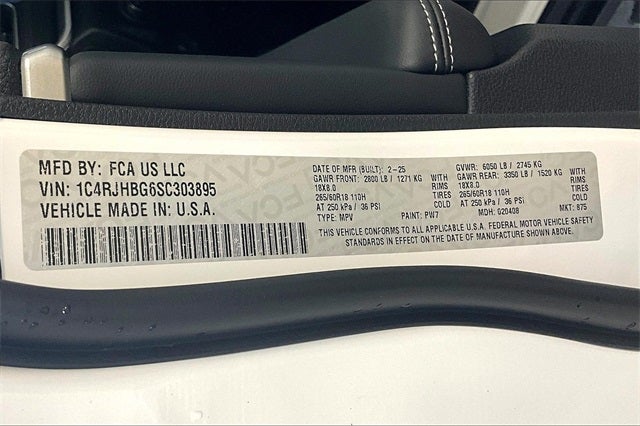 MFD BY: FCA US LLC
VIN: 1C4RJHBG6SC303895
VEHICLE MADE IN: U.S.A.
DATE OF MFR (BUILT): 2-25 GVWR: 6050 LB / 2745 KG
GAWR FRONT: 2800 LB / 1271 KG WITH GAWR REAR: 3350 LB / 1520 KG WITH
18X8.0 RIMS 18X8.0 RIMS
265/60R18 110H TIRES 265/60R18 110H TIRES
AT 250 kPa / 36 PSI COLD AT 250 kPa / 36 PSI COLD
TYPE: MPV PAINT: PW7 MDH: 020408 MKT: 875
THIS VEHICLE CONFORMS TO ALL APPLICABLE U.S.A. FEDERAL MOTOR VEHICLE SAFETY
STANDARDS IN EFFECT ON THE DATE OF MANUFACTURE SHOWN ABOVE.